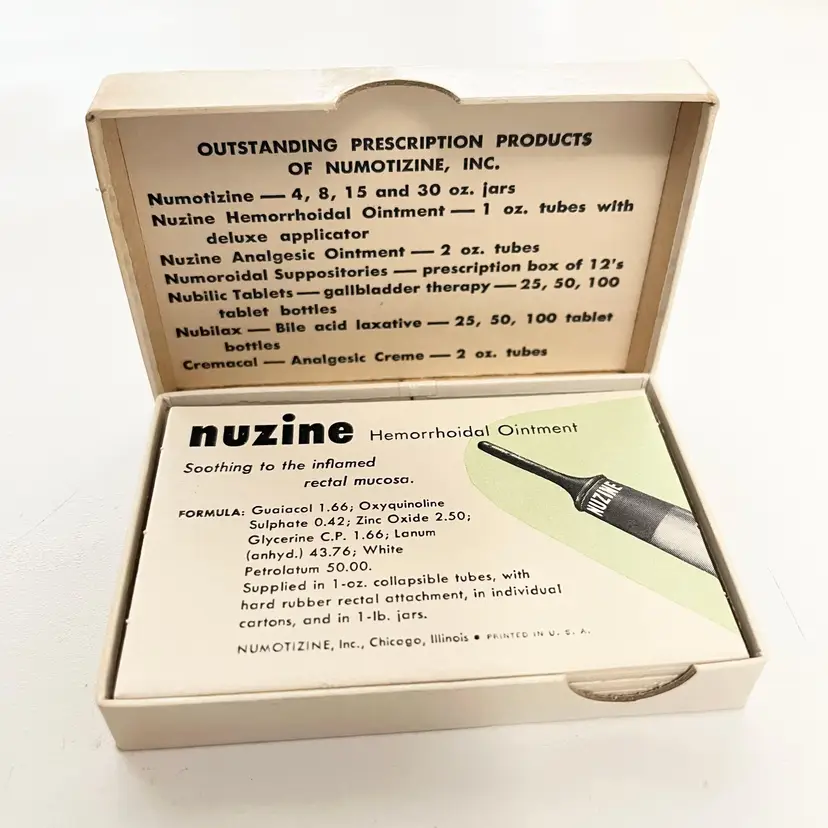 OUTSTANDING PRESCRIPTION PRODUCTS
OF NUMOTIZINE, INC.
Numotizine — 4, 8, 15 and 30 oz. jars
Nuzine Hemorrhoidal Ointment — 1 oz. tubes with
deluxe applicator
Nuzine Analgesic Ointment — 2 oz. tubes
Numoroidal Suppositories — prescription box of 12's
Nubilic Tablets — gallbladder therapy — 25, 50, 100
tablet bottles
Nubilax — Bile acid laxative — 25, 50, 100 tablet
bottles
Cremacal — Analgesic Creme — 2 oz. tubes
nuzine Hemorrhoidal Ointment
Soothing to the inflamed
rectal mucosa.
FORMULA: Guaiacol 1.66; Oxyquinoline
Sulphate 0.42; Zinc Oxide 2.50;
Glycerine C.P. 1.66; Lanum
(anhyd.) 43.76; White
Petrolatum 50.00.
Supplied in 1-oz. collapsible tubes, with
hard rubber rectal attachment, in individual
cartons, and in 1-lb. jars.
NUMOTIZINE, Inc., Chicago, Illinois • PRINTED IN U. S. A.
NUZINE